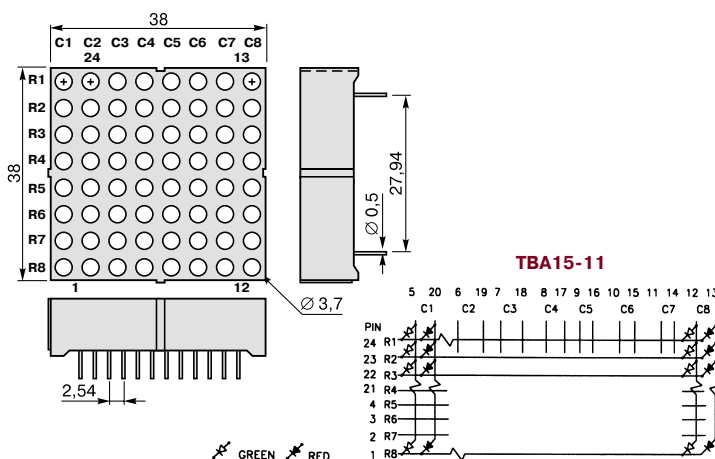 38
C1 C2 C3 C4 C5 C6 C7 C8
24 13
R1
R2
R3
R4
R5
R6
R7
R8
38
1 12
Ø 3,7
2,54
27,94
Ø 0,5
TBA15-11
5 20 6 19 7 18 8 17 9 16 10 15 11 14 12 13
C1 C2 C3 C4 C5 C6 C7 C8
PIN
24 R1
23 R2
22 R3
21 R4
4 R5
3 R6
2 R7
1 R8
GREEN RED